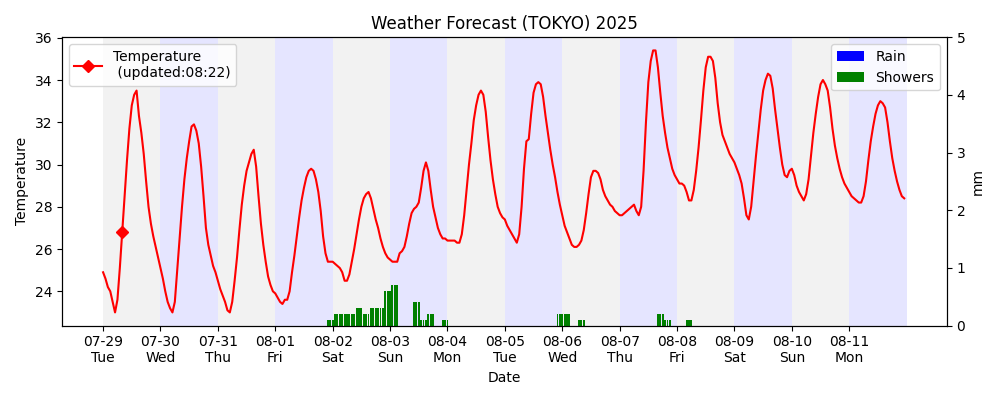 Weather Forecast (TOKYO) 2025
Temperature
(updated:08:22)
Rain
Showers
Temperature
36
34
32
30
28
26
24
5
4
3
2
1
0
mm
07-29 07-30 07-31 08-01 08-02 08-03 08-04 08-05 08-06 08-07 08-08 08-09 08-10 08-11
Tue Wed Thu Fri Sat Sun Mon Tue Wed Thu Fri Sat Sun Mon
Date